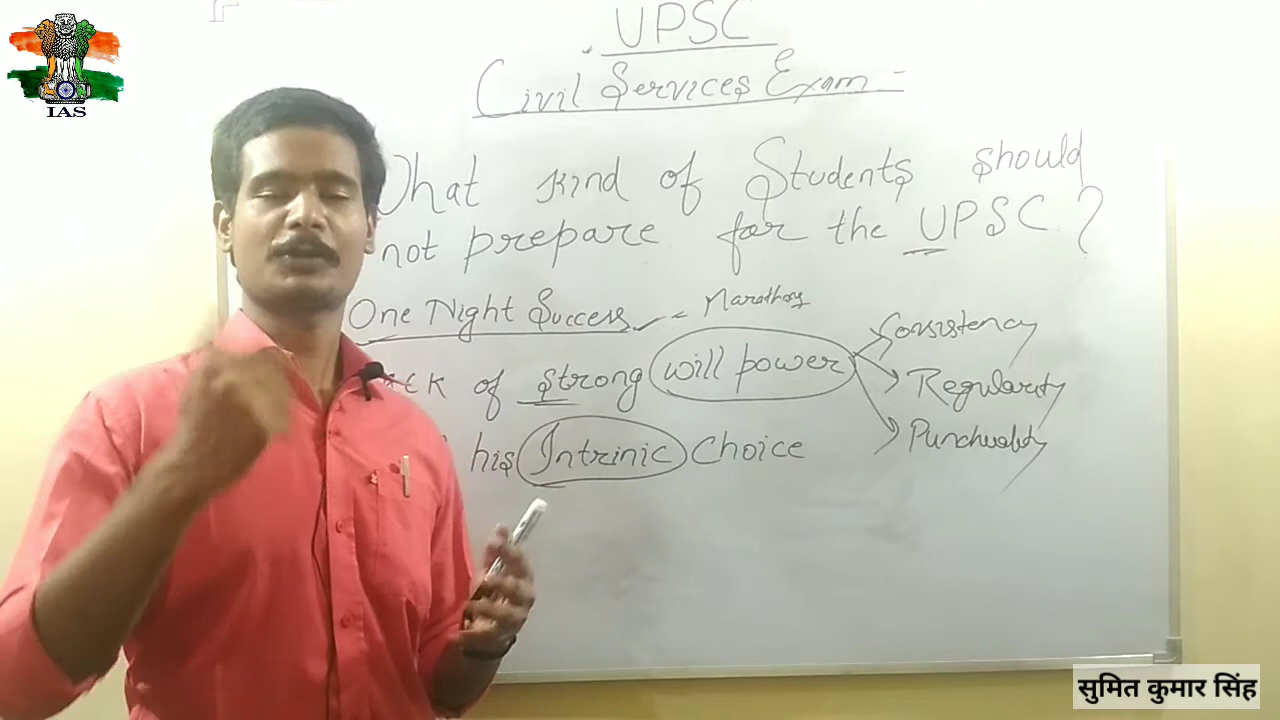 IAS
UPSC
Civil Services Exam =
What kind of Students should
not prepare for the UPSC ?
One Night Success - Marathon
of Strong will power
Consistency
Regularity
Punctuality
his Intrinic Choice
सुमित कुमार सिंह